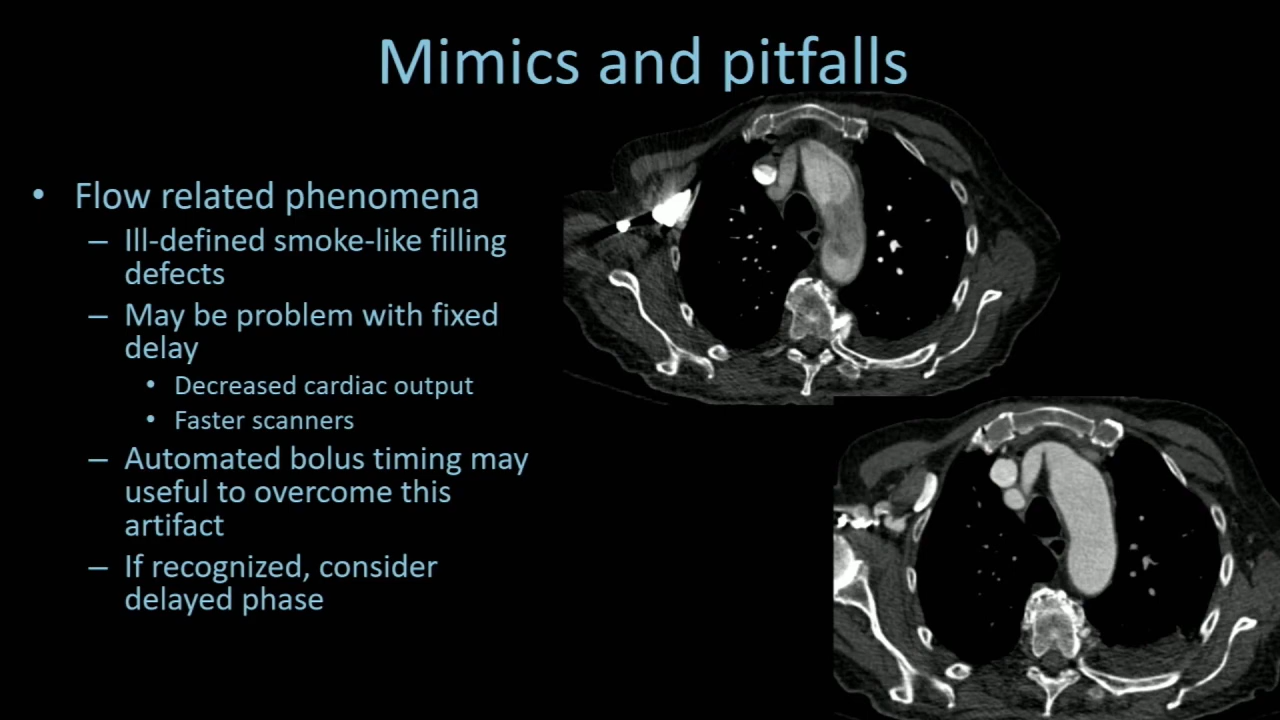 Mimics and pitfalls
• Flow related phenomena
– Ill-defined smoke-like filling
defects
– May be problem with fixed
delay
• Decreased cardiac output
• Faster scanners
– Automated bolus timing may
useful to overcome this
artifact
– If recognized, consider
delayed phase